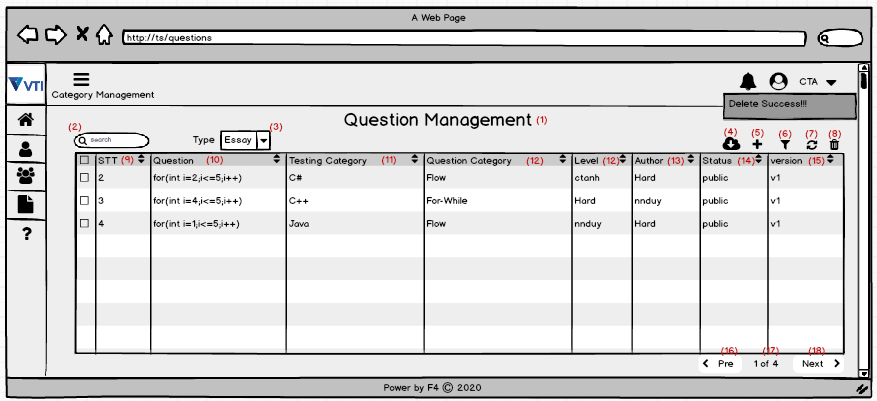 A Web Page
http://ts/questions
VTI
CTA
Category Management
Delete Success!!!
Question Management (1)
(2) (3) (4) (5) (6) (7) (8)
search Type Essay
STT (9) Question (10) Testing Category (11) Question Category (12) Level (12) Author (13) Status (14) version (15)
2 for(int i=2;i<=5;i++) C# Flow ctanh Hard public v1
3 for(int i=4;i<=5;i++) C++ For-While Hard nnduy public v1
4 for(int i=1;i<=5;i++) Java Flow nnduy Hard public v1
?
(16) (17) (18)
Pre 1 of 4 Next
Power by F4 © 2020